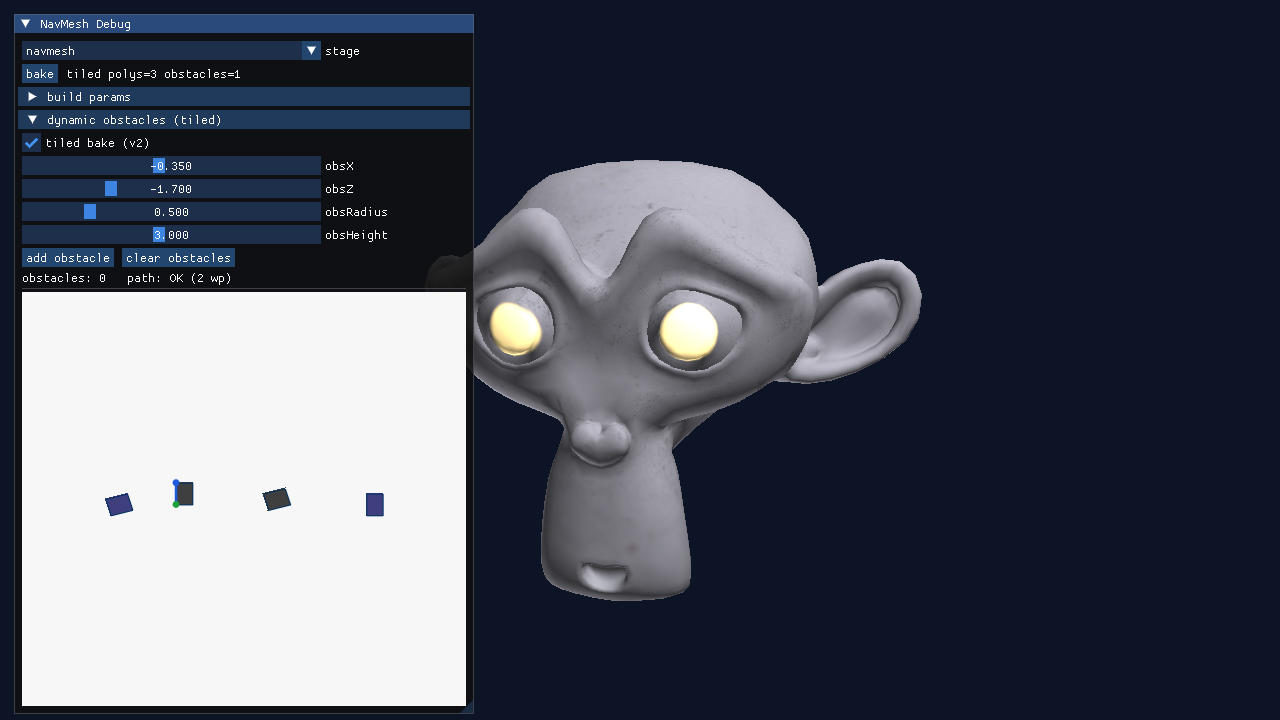 NavMesh Debug
navmesh stage
bake tiled polys=3 obstacles=1
build params
dynamic obstacles (tiled)
tiled bake (v2)
-0.350 obsX
-1.700 obsZ
0.500 obsRadius
3.000 obsHeight
add obstacle clear obstacles
obstacles: 0 path: OK (2 wp)